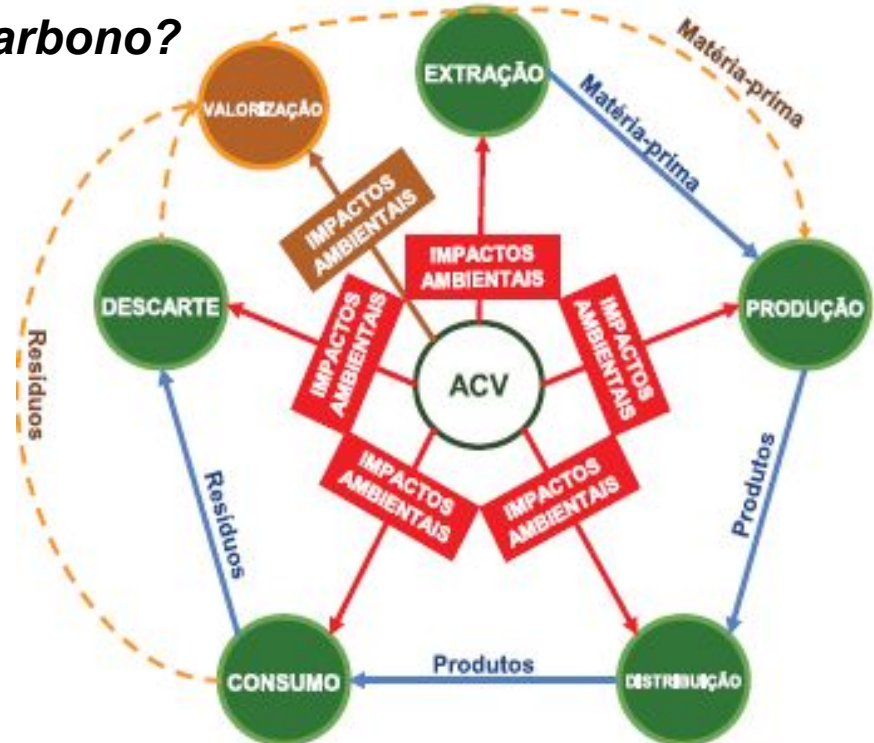 arbono?
EXTRAÇÃO
Matéria-prima
VALORIZAÇÃO
Matéria-prima
IMPACTOS
AMBIENTAIS
IMPACTOS
AMBIENTAIS
DESCARTE
IMPACTOS
AMBIENTAIS
IMPACTOS
AMBIENTAIS
PRODUÇÃO
ACV
Resíduos
IMPACTOS
AMBIENTAIS
IMPACTOS
AMBIENTAIS
Resíduos
Produtos
CONSUMO
Produtos
DISTRIBUIÇÃO